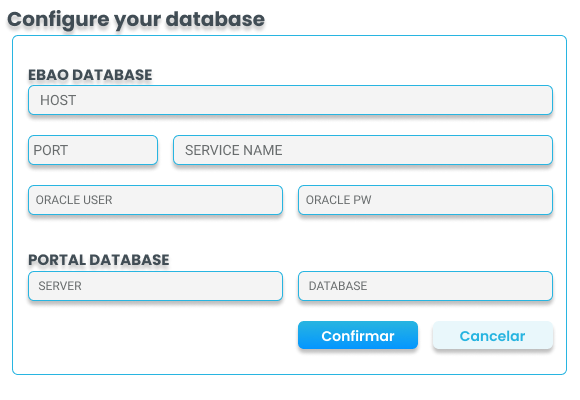 Configure your database
EBAO DATABASE
HOST
PORT
SERVICE NAME
ORACLE USER
ORACLE PW
PORTAL DATABASE
SERVER
DATABASE
Confirmar
Cancelar